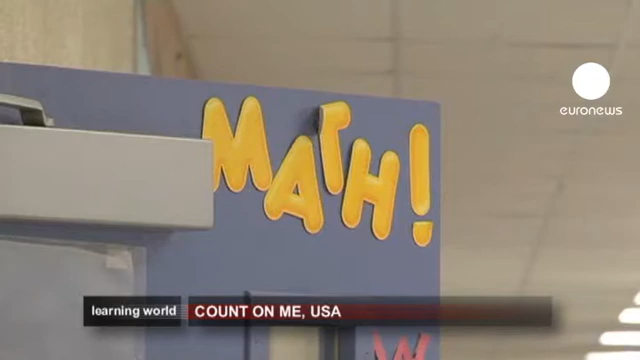 euronews
MATH!
learning world
COUNT ON ME, USA
W